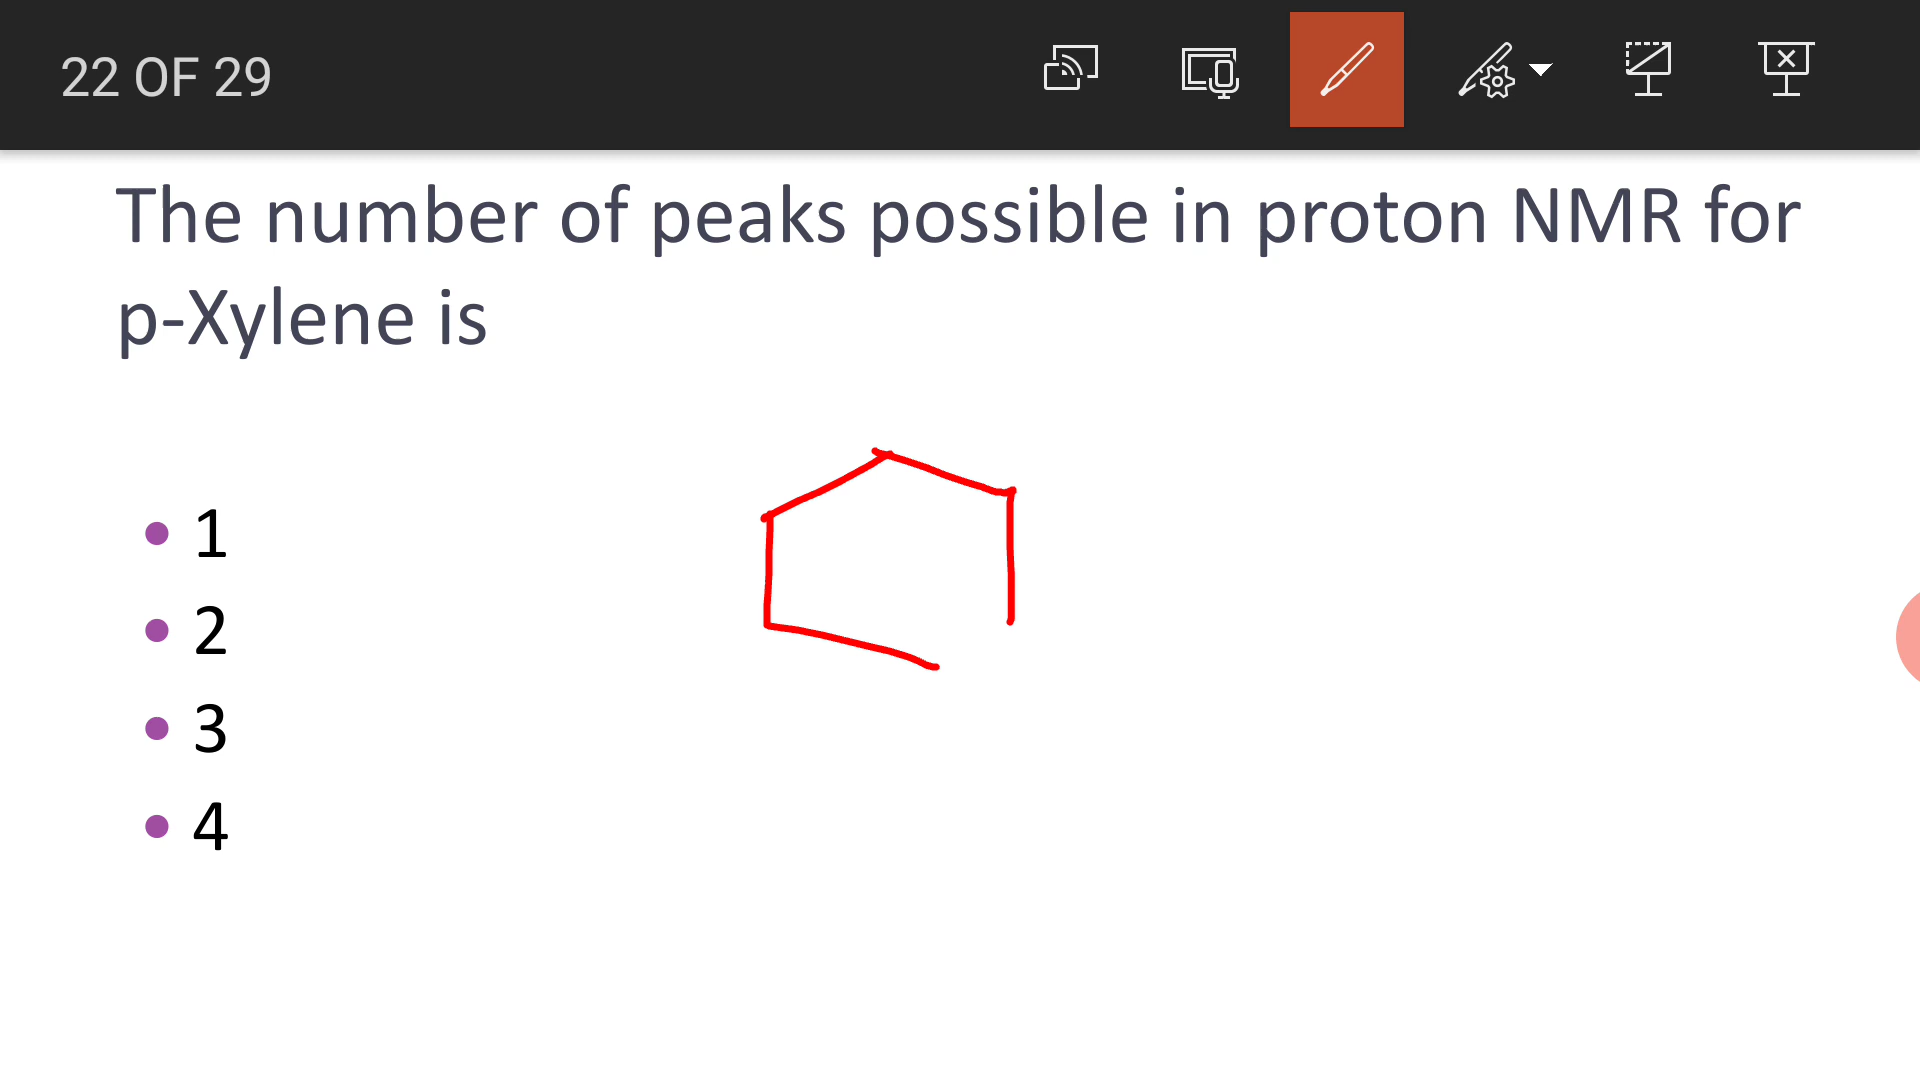 22 OF 29
The number of peaks possible in proton NMR for
p-Xylene is
• 1
• 2
• 3
• 4